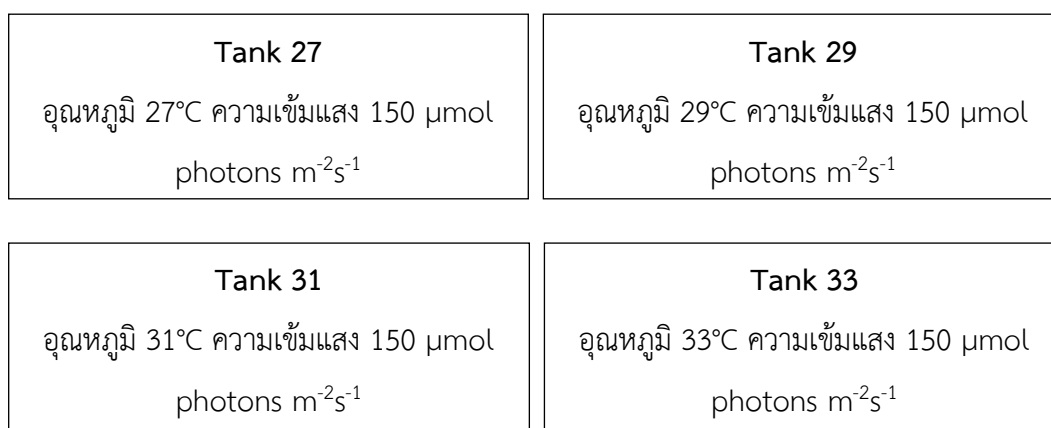 Tank 27
อุณหภูมิ 27°C ความเข้มแสง 150 μmol
photons m⁻²s⁻¹
Tank 29
อุณหภูมิ 29°C ความเข้มแสง 150 μmol
photons m⁻²s⁻¹
Tank 31
อุณหภูมิ 31°C ความเข้มแสง 150 μmol
photons m⁻²s⁻¹
Tank 33
อุณหภูมิ 33°C ความเข้มแสง 150 μmol
photons m⁻²s⁻¹